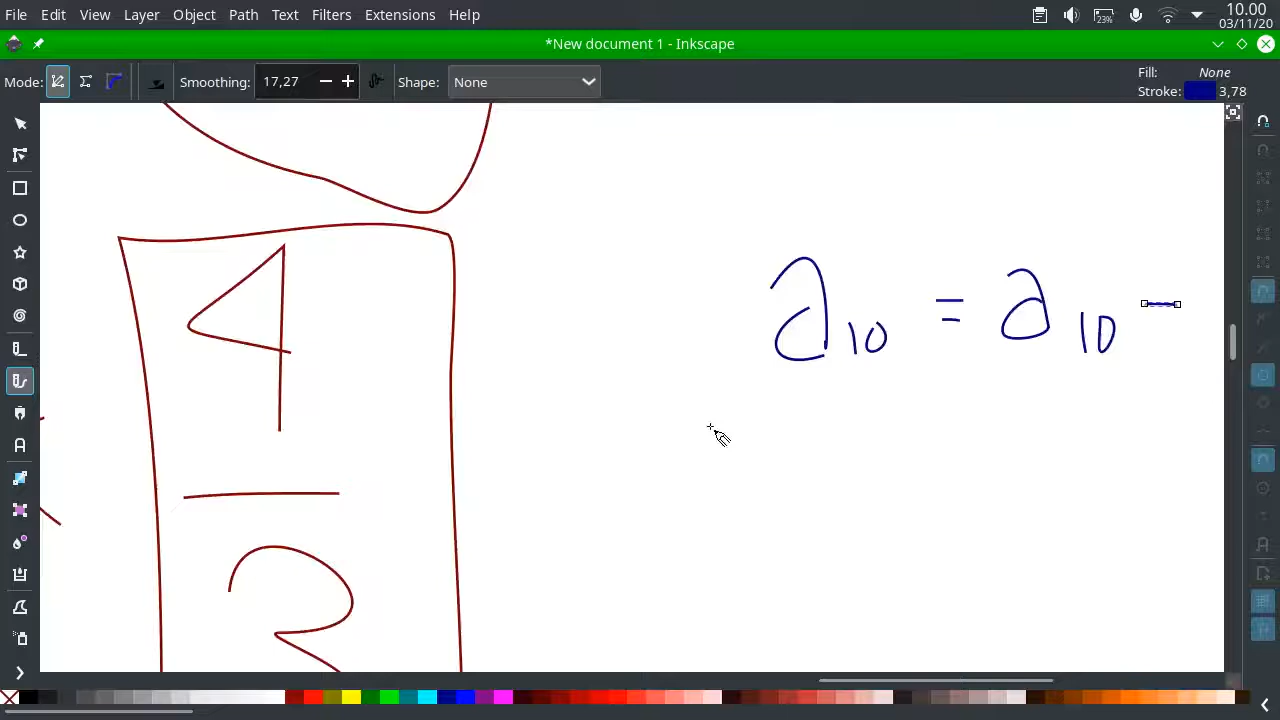 File Edit View Layer Object Path Text Filters Extensions Help
23%
10.00
03/11/20
*New document 1 - Inkscape
Mode: Smoothing: 17,27 Shape: None
Fill: None
Stroke: 3,78
4
a10 = a10 -